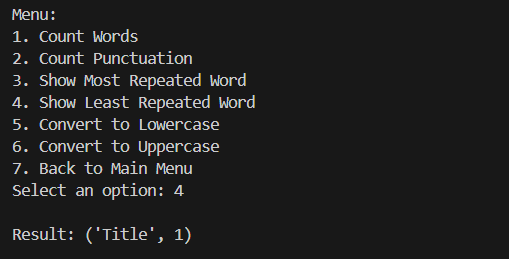 Menu:
1. Count Words
2. Count Punctuation
3. Show Most Repeated Word
4. Show Least Repeated Word
5. Convert to Lowercase
6. Convert to Uppercase
7. Back to Main Menu
Select an option: 4
Result: ('Title', 1)